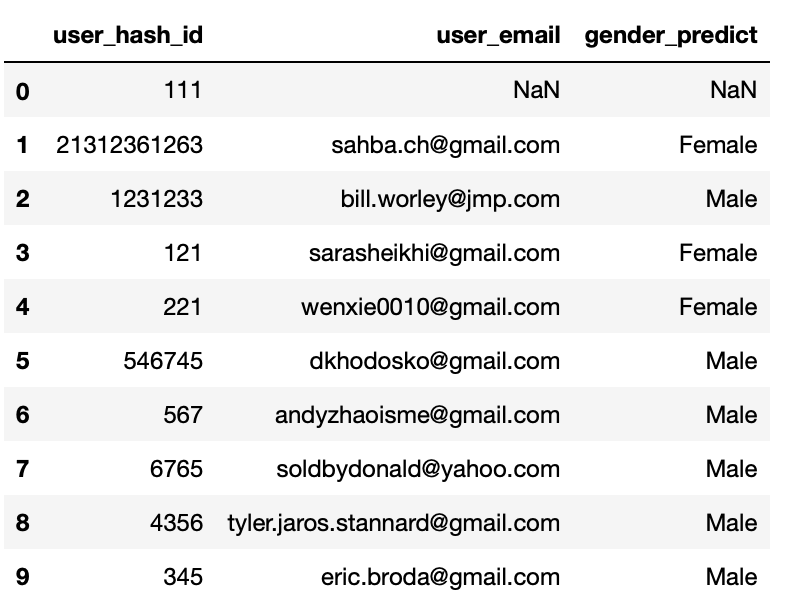 user_hash_id user_email gender_predict
0 111 NaN NaN
1 21312361263 sahba.ch@gmail.com Female
2 1231233 bill.worley@jmp.com Male
3 121 sarasheikhi@gmail.com Female
4 221 wenxie0010@gmail.com Female
5 546745 dkhodosko@gmail.com Male
6 567 andyzhaoisme@gmail.com Male
7 6765 soldbydonald@yahoo.com Male
8 4356 tyler.jaros.stannard@gmail.com Male
9 345 eric.broda@gmail.com Male